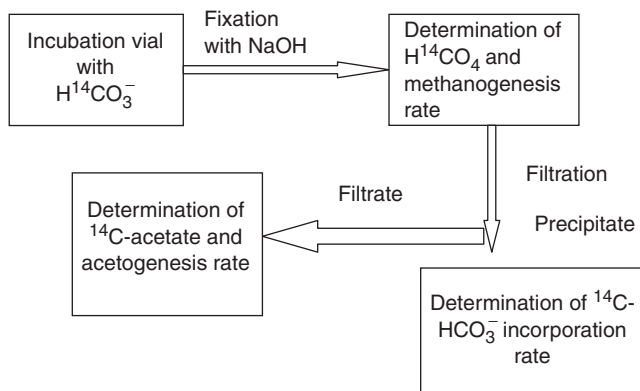 Incubation vial
with
H¹⁴CO₃⁻
Fixation
with NaOH
Determination of
H¹⁴CO₄ and
methanogenesis
rate
Filtration
Precipitate
Filtrate
Determination of
¹⁴C-acetate and
acetogenesis rate
Determination of ¹⁴C-
HCO₃⁻ incorporation
rate